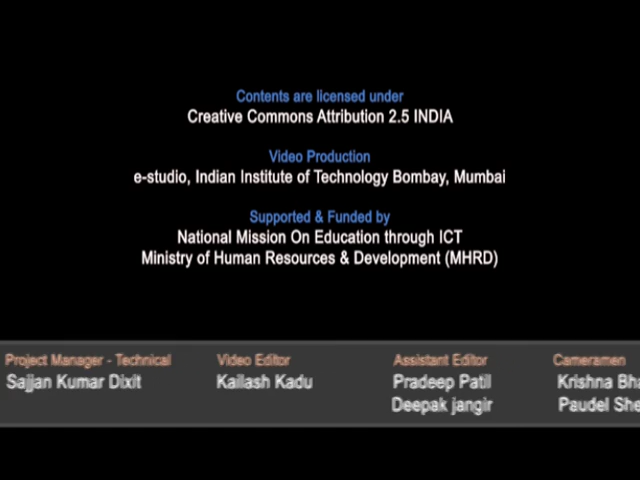 Contents are licensed under
Creative Commons Attribution 2.5 INDIA
Video Production
e-studio, Indian Institute of Technology Bombay, Mumbai
Supported & Funded by
National Mission On Education through ICT
Ministry of Human Resources & Development (MHRD)
Project Manager - Technical
Sajjan Kumar Dixit
Video Editor
Kailash Kadu
Assistant Editor
Pradeep Patil
Deepak jangir
Cameramen
Krishna
Paudel